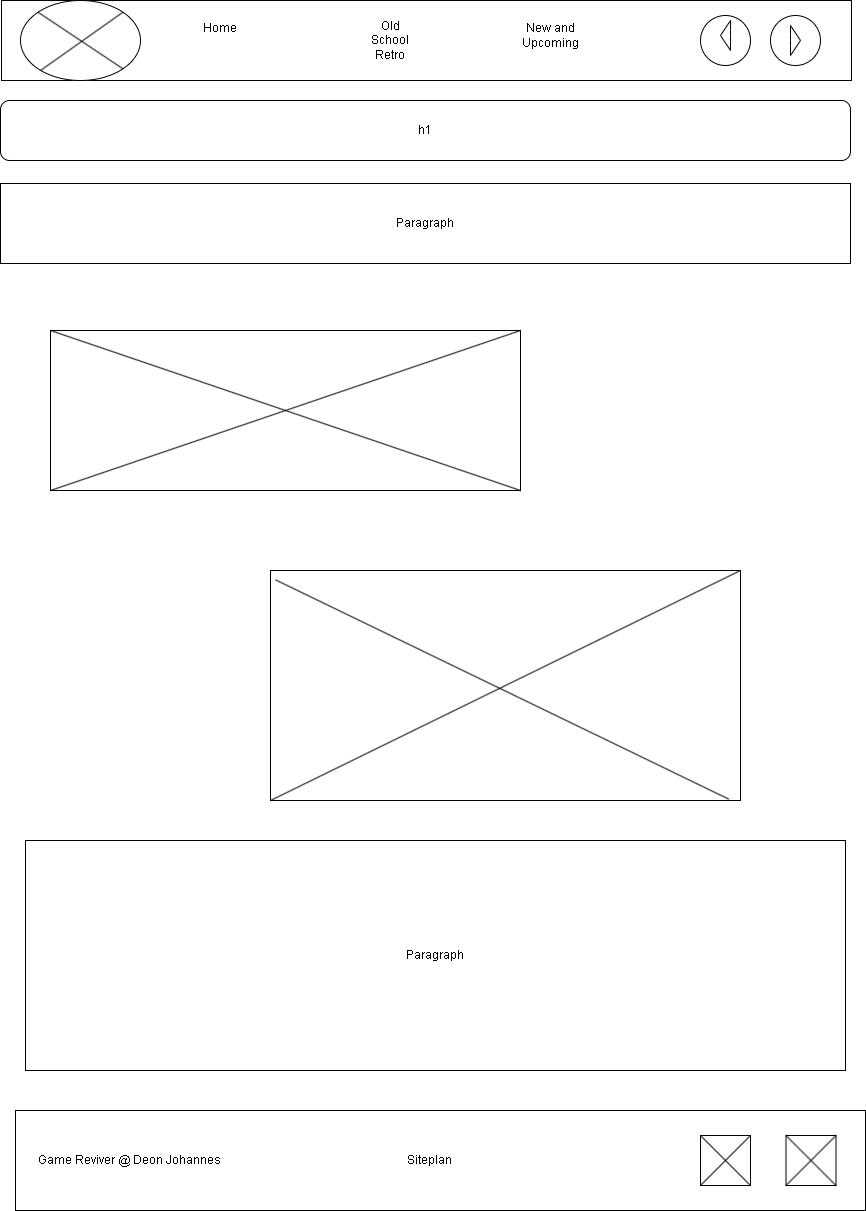 Home
Old
School
Retro
New and
Upcoming
h1
Paragraph
Paragraph
Game Reviver @ Deon Johannes
Siteplan